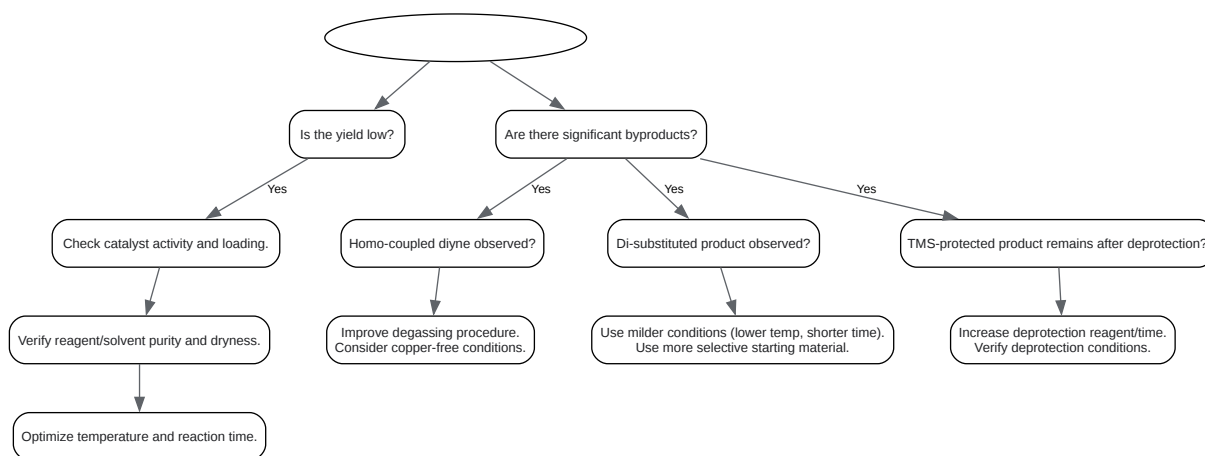 Is the yield low?
Are there significant byproducts?
Yes
Yes
Yes
Yes
Check catalyst activity and loading.
Homo-coupled diyne observed?
Di-substituted product observed?
TMS-protected product remains after deprotection?
Verify reagent/solvent purity and dryness.
Improve degassing procedure.
Consider copper-free conditions.
Use milder conditions (lower temp, shorter time).
Use more selective starting material.
Increase deprotection reagent/time.
Verify deprotection conditions.
Optimize temperature and reaction time.